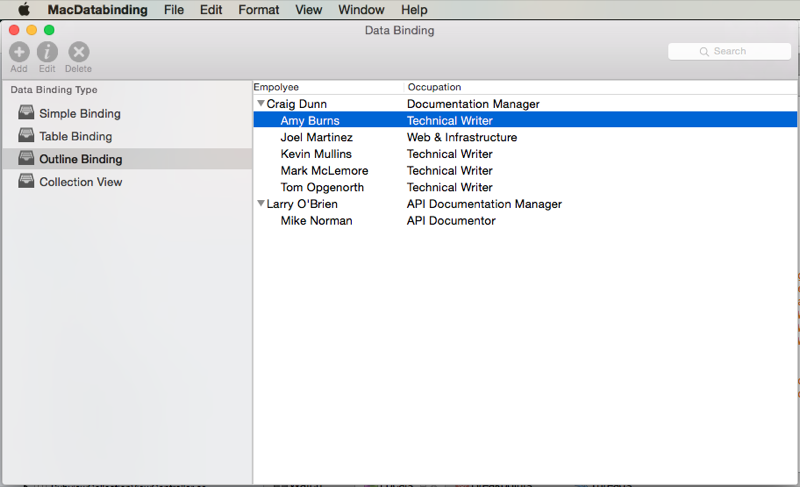 MacDatabinding File Edit Format View Window Help
Data Binding
Add Edit Delete
Search
Data Binding Type
Simple Binding
Table Binding
Outline Binding
Collection View
Empolyee Occupation
Craig Dunn Documentation Manager
Amy Burns Technical Writer
Joel Martinez Web & Infrastructure
Kevin Mullins Technical Writer
Mark McLemore Technical Writer
Tom Opgenorth Technical Writer
Larry O'Brien API Documentation Manager
Mike Norman API Documentor